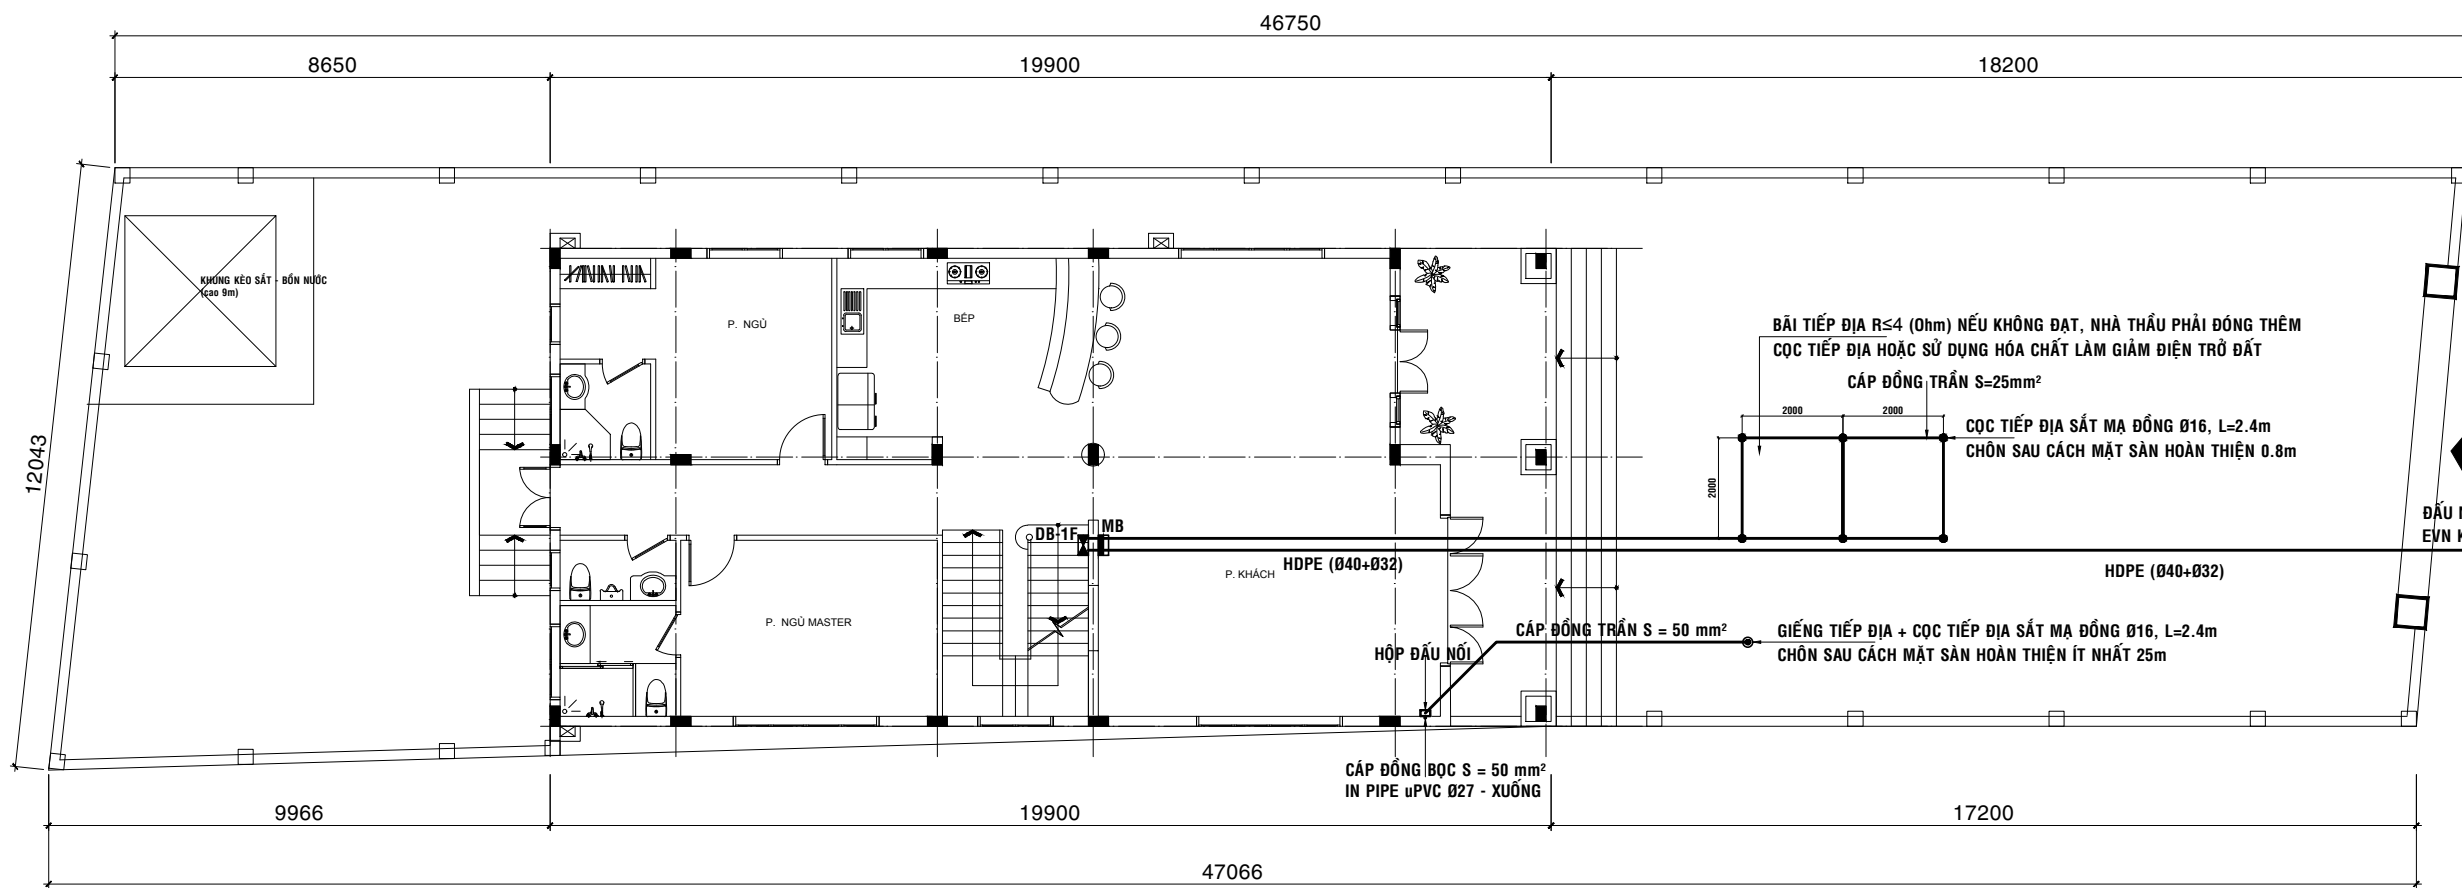 46750
8650
19900
18200
12043
KHUNG KÈO SẮT - BỒN NƯỚC
(cao 9m)
P. NGỦ
BẾP
BÃI TIẾP ĐỊA R≤4 (Ohm) NẾU KHÔNG ĐẠT, NHÀ THẦU PHẢI ĐÓNG THÊM
CỌC TIẾP ĐỊA HOẶC SỬ DỤNG HÓA CHẤT LÀM GIẢM ĐIỆN TRỞ ĐẤT
CÁP ĐỒNG TRẦN S=25mm²
2000
2000
CỌC TIẾP ĐỊA SẮT MẠ ĐỒNG Ø16, L=2.4m
CHÔN SAU CÁCH MẶT SÀN HOÀN THIỆN 0.8m
2000
DB-1F
MB
HDPE (Ø40+Ø32)
P. KHÁCH
ĐẤU
EVN
HDPE (Ø40+Ø32)
P. NGỦ MASTER
CÁP ĐỒNG TRẦN S = 50 mm²
GIẾNG TIẾP ĐỊA + CỌC TIẾP ĐỊA SẮT MẠ ĐỒNG Ø16, L=2.4m
CHÔN SAU CÁCH MẶT SÀN HOÀN THIỆN ÍT NHẤT 25m
HỘP ĐẤU NỐI
CÁP ĐỒNG BỌC S = 50 mm²
IN PIPE uPVC Ø27 - XUỐNG
9966
19900
17200
47066